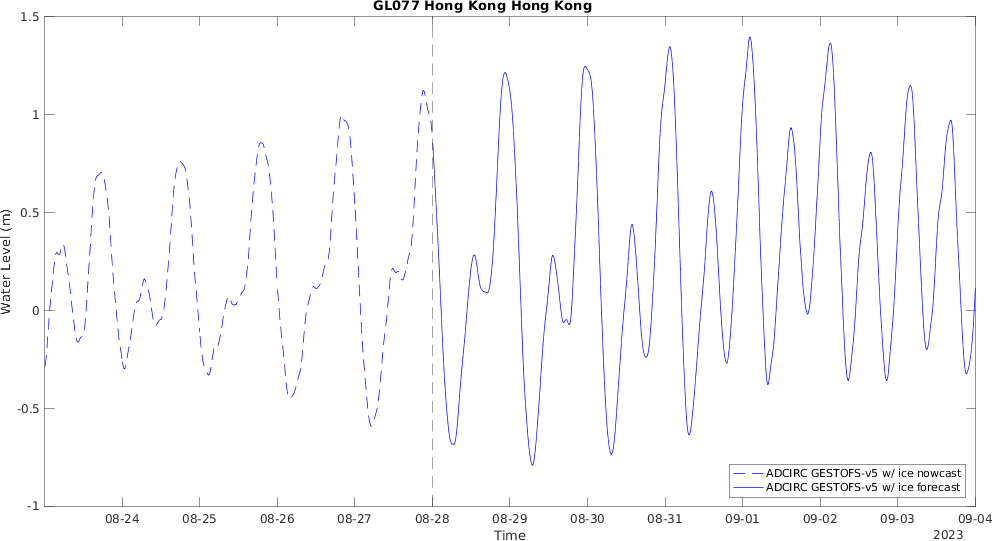 GL077 Hong Kong Hong Kong
1.5
1
0.5
0
-0.5
-1
Water Level (m)
08-24 08-25 08-26 08-27 08-28 08-29 08-30 08-31 09-01 09-02 09-03 09-04
Time
2023
ADCIRC GESTOFS-v5 w/ ice nowcast
ADCIRC GESTOFS-v5 w/ ice forecast